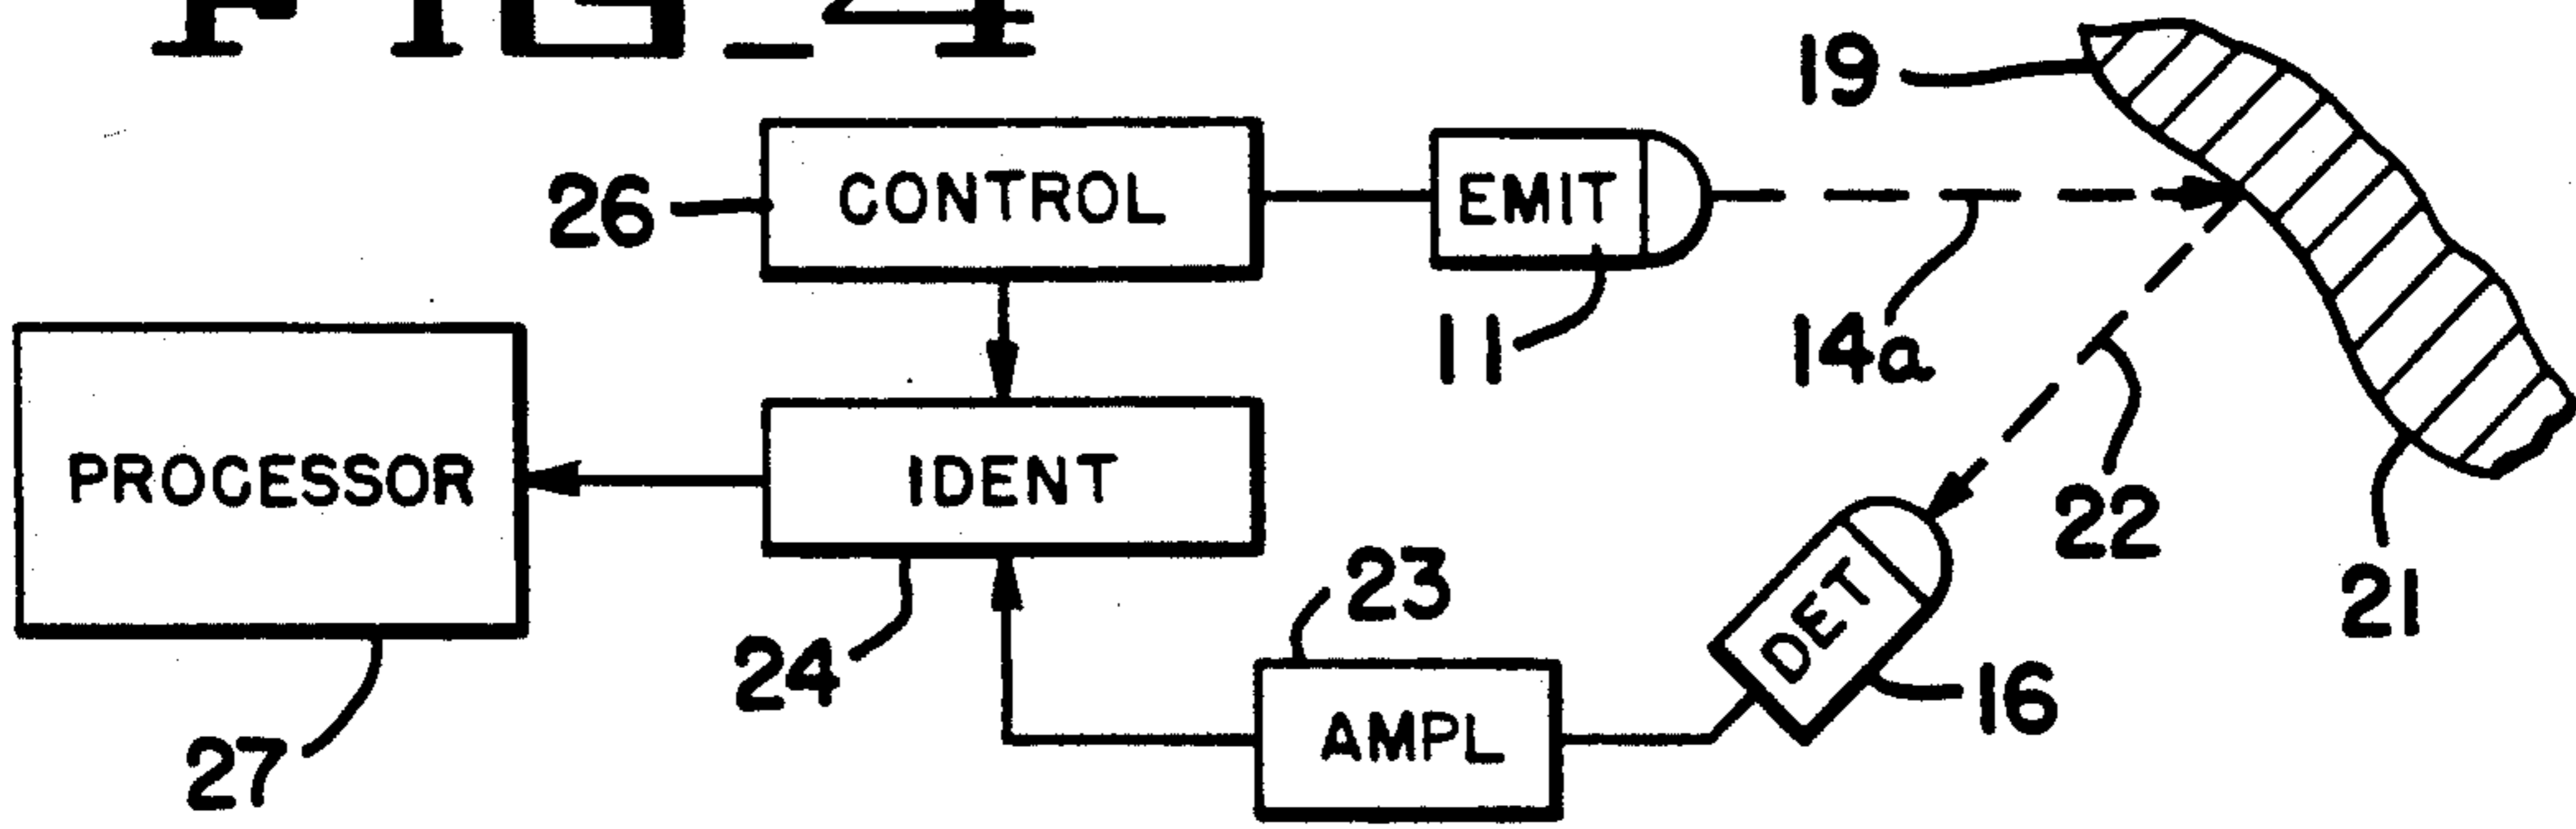 FIG_4
19
CONTROL
EMIT
26
11
14a
PROCESSOR
IDENT
22
21
23
24
DET
16
AMPL
27